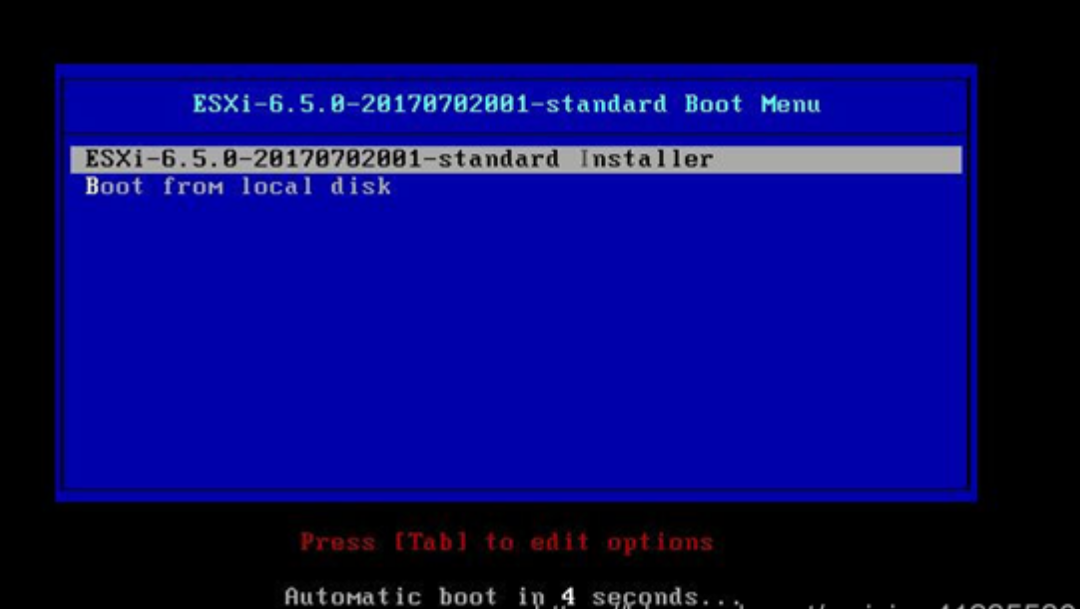 ESXi-6.5.0-20170702001-standard Boot Menu
ESXi-6.5.0-20170702001-standard Installer
Boot from local disk
Press [Tab] to edit options
Automatic boot in 4 seconds...